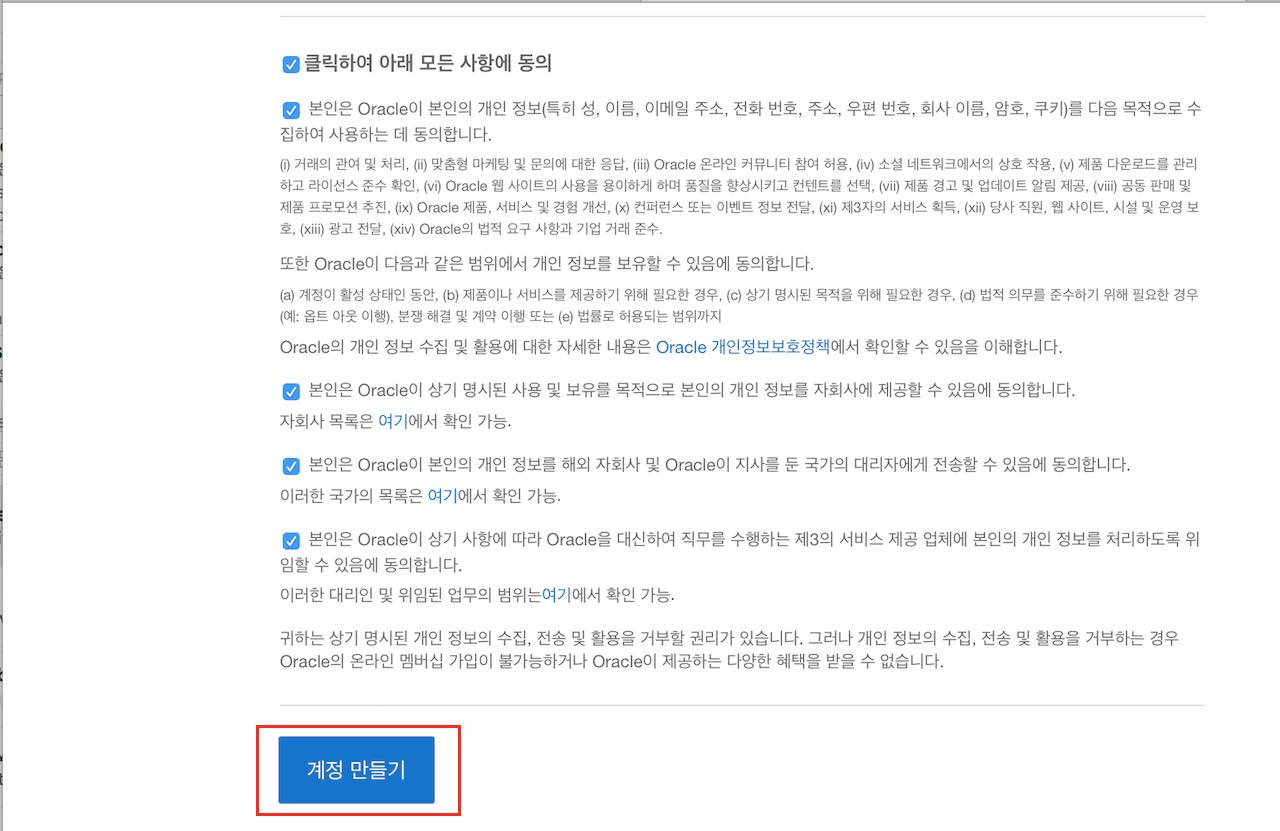 클릭하여 아래 모든 사항에 동의
본인은 Oracle이 본인의 개인 정보(특히 성, 이름, 이메일 주소, 전화 번호, 주소, 우편 번호, 회사 이름, 암호, 쿠키)를 다음 목적으로 수
집하여 사용하는 데 동의합니다.
(i) 거래의 관여 및 처리, (ii) 맞춤형 마케팅 및 문의에 대한 응답, (iii) Oracle 온라인 커뮤니티 참여 허용, (iv) 소셜 네트워크에서의 상호 작용, (v) 제품 다운로드를 관리
하고 라이선스 준수 확인, (vi) Oracle 웹 사이트의 사용을 용이하게 하며 품질을 향상시키고 컨텐트를 선택, (vii) 제품 경고 및 업데이트 알림 제공, (viii) 공동 판매 및
제품 프로모션 추진, (ix) Oracle 제품, 서비스 및 경험 개선, (x) 컨퍼런스 또는 이벤트 정보 전달, (xi) 제3자의 서비스 획득, (xii) 당사 직원, 웹 사이트, 시설 및 운영 보
호, (xiii) 광고 전달, (xiv) Oracle의 법적 요구 사항과 기업 거래 준수.
또한 Oracle이 다음과 같은 범위에서 개인 정보를 보유할 수 있음에 동의합니다.
(a) 계정이 활성 상태인 동안, (b) 제품이나 서비스를 제공하기 위해 필요한 경우, (c) 상기 명시된 목적을 위해 필요한 경우, (d) 법적 의무를 준수하기 위해 필요한 경우
(예: 옵트 아웃 이행), 분쟁 해결 및 계약 이행 또는 (e) 법률로 허용되는 범위까지
Oracle의 개인 정보 수집 및 활용에 대한 자세한 내용은 Oracle 개인정보보호정책에서 확인할 수 있음을 이해합니다.
본인은 Oracle이 상기 명시된 사용 및 보유를 목적으로 본인의 개인 정보를 자회사에 제공할 수 있음에 동의합니다.
자회사 목록은 여기에서 확인 가능.
본인은 Oracle이 본인의 개인 정보를 해외 자회사 및 Oracle이 지사를 둔 국가의 대리자에게 전송할 수 있음에 동의합니다.
이러한 국가의 목록은 여기에서 확인 가능.
본인은 Oracle이 상기 사항에 따라 Oracle을 대신하여 직무를 수행하는 제3의 서비스 제공 업체에 본인의 개인 정보를 처리하도록 위
임할 수 있음에 동의합니다.
이러한 대리인 및 위임된 업무의 범위는여기에서 확인 가능.
귀하는 상기 명시된 개인 정보의 수집, 전송 및 활용을 거부할 권리가 있습니다. 그러나 개인 정보의 수집, 전송 및 활용을 거부하는 경우
Oracle의 온라인 멤버십 가입이 불가능하거나 Oracle이 제공하는 다양한 혜택을 받을 수 없습니다.
계정 만들기